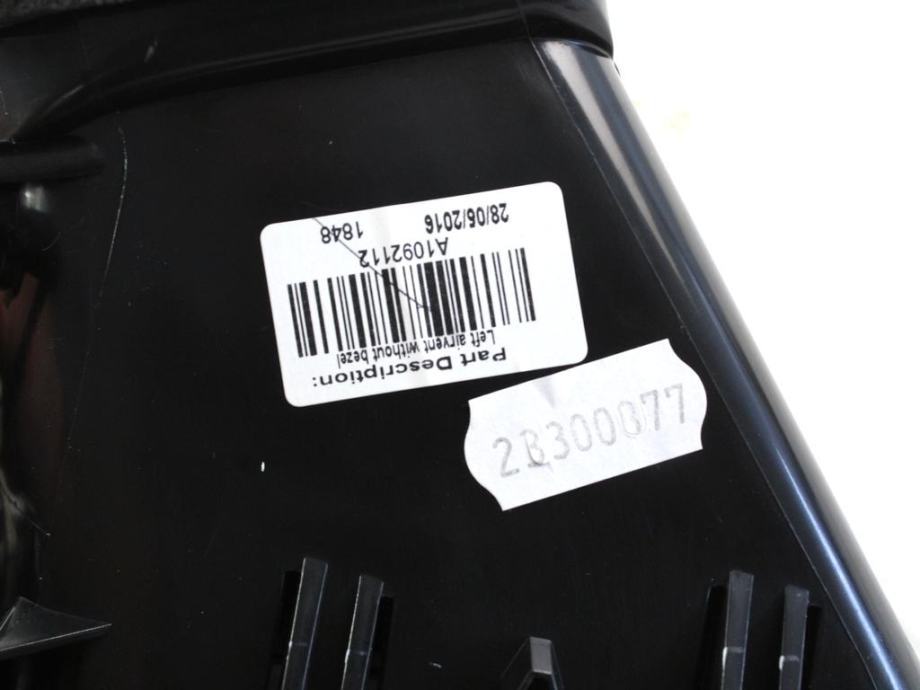 Part Description:
Left airvent without bezel
A1092112
28/06/2016 1848
28300077